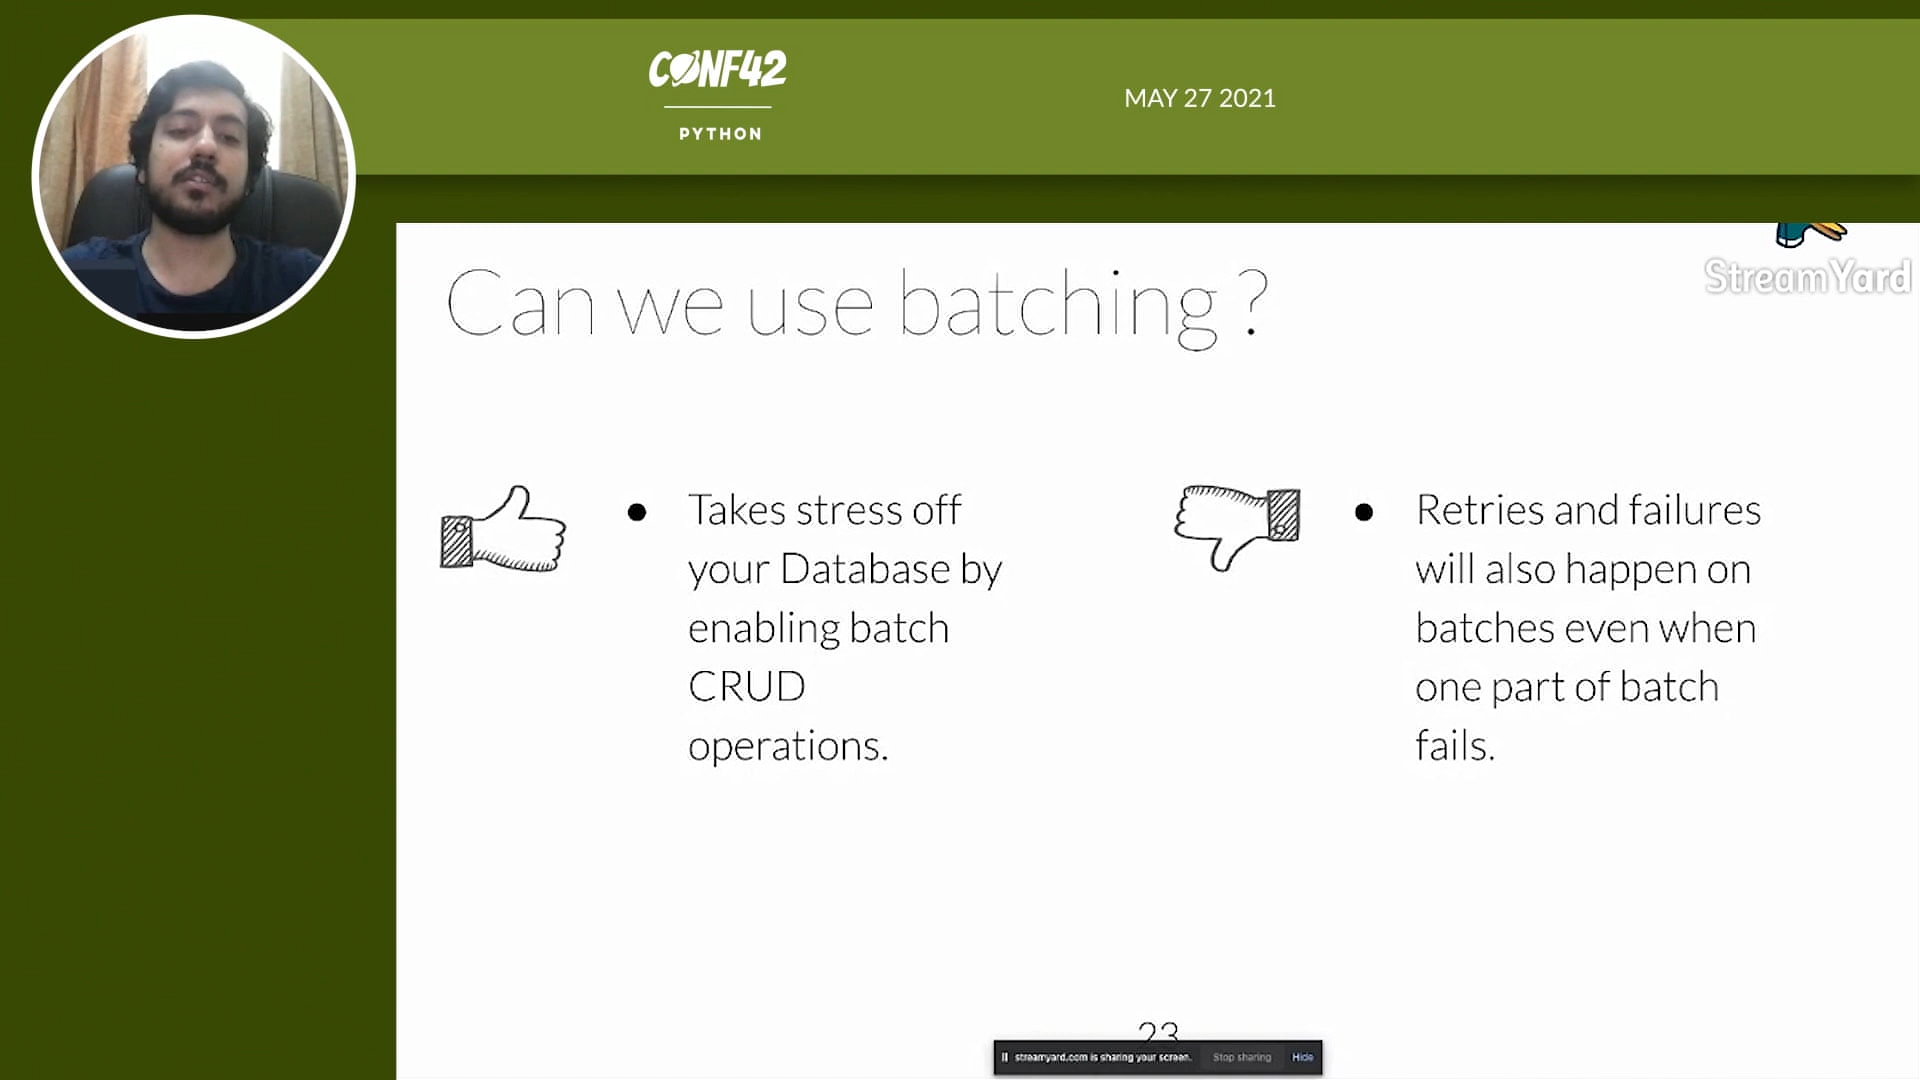 CONF42
PYTHON
MAY 27 2021
StreamYard
Can we use batching ?
● Takes stress off
your Database by
enabling batch
CRUD
operations.
● Retries and failures
will also happen on
batches even when
one part of batch
fails.
23
streamyard.com is sharing your screen. Stop sharing Hide